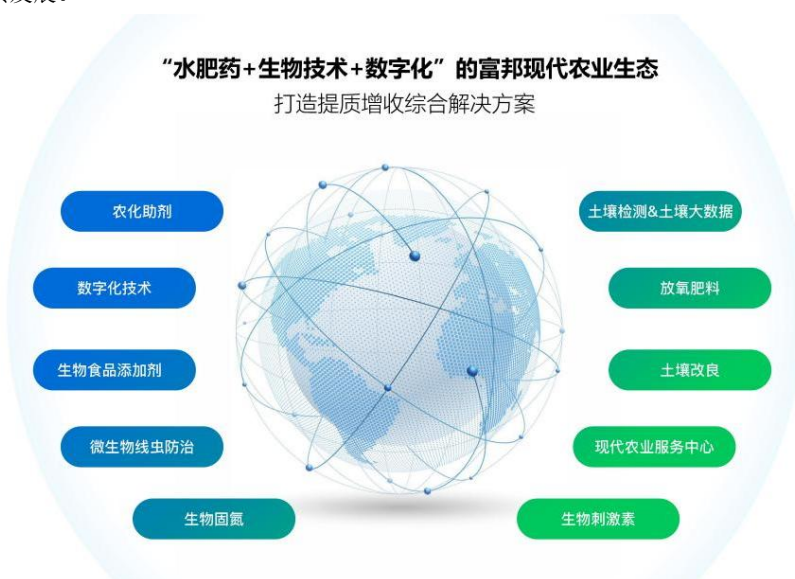 “水肥药+生物技术+数字化”的富邦现代农业生态
打造提质增收综合解决方案
农化助剂
土壤检测&土壤大数据
数字化技术
放氧肥料
生物食品添加剂
土壤改良
微生物线虫防治
现代农业服务中心
生物固氮
生物刺激素